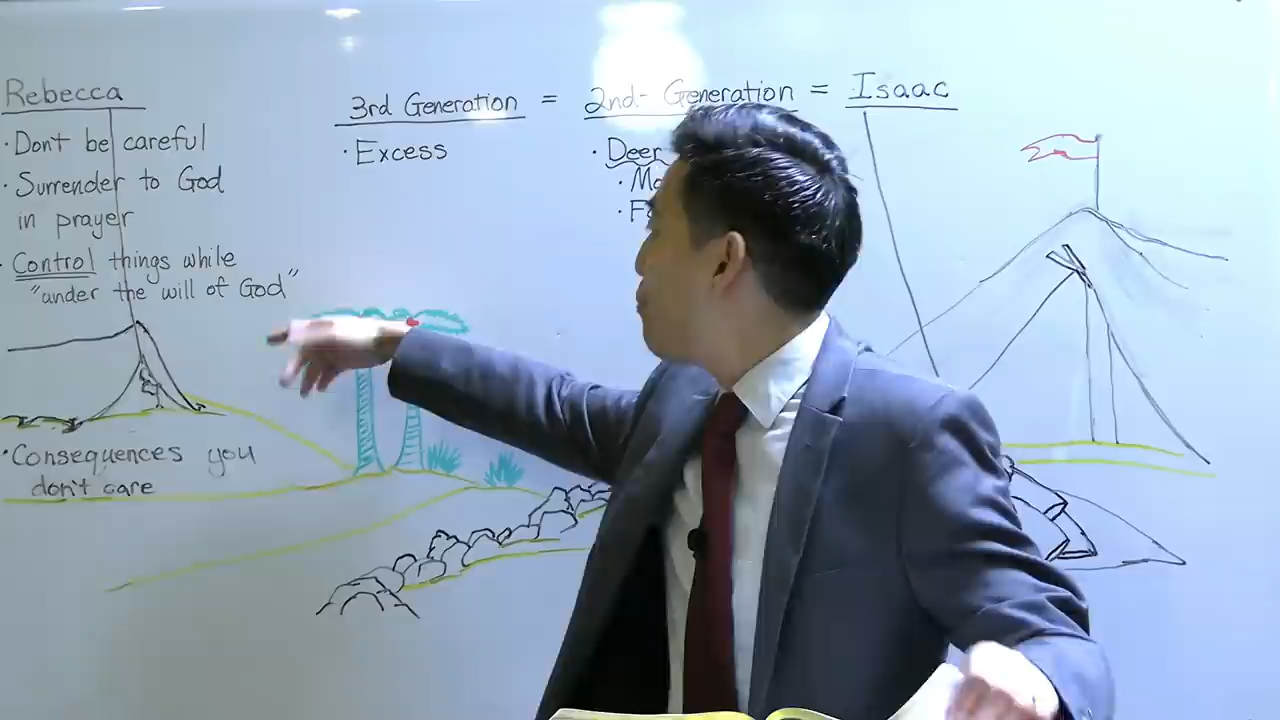 Rebecca
· Dont be careful
· Surrender to God
in prayer
· Control things while
"under the will of God"
· Consequences you
don't care
3rd Generation = 2nd- Generation = Isaac
· Excess
· Deer